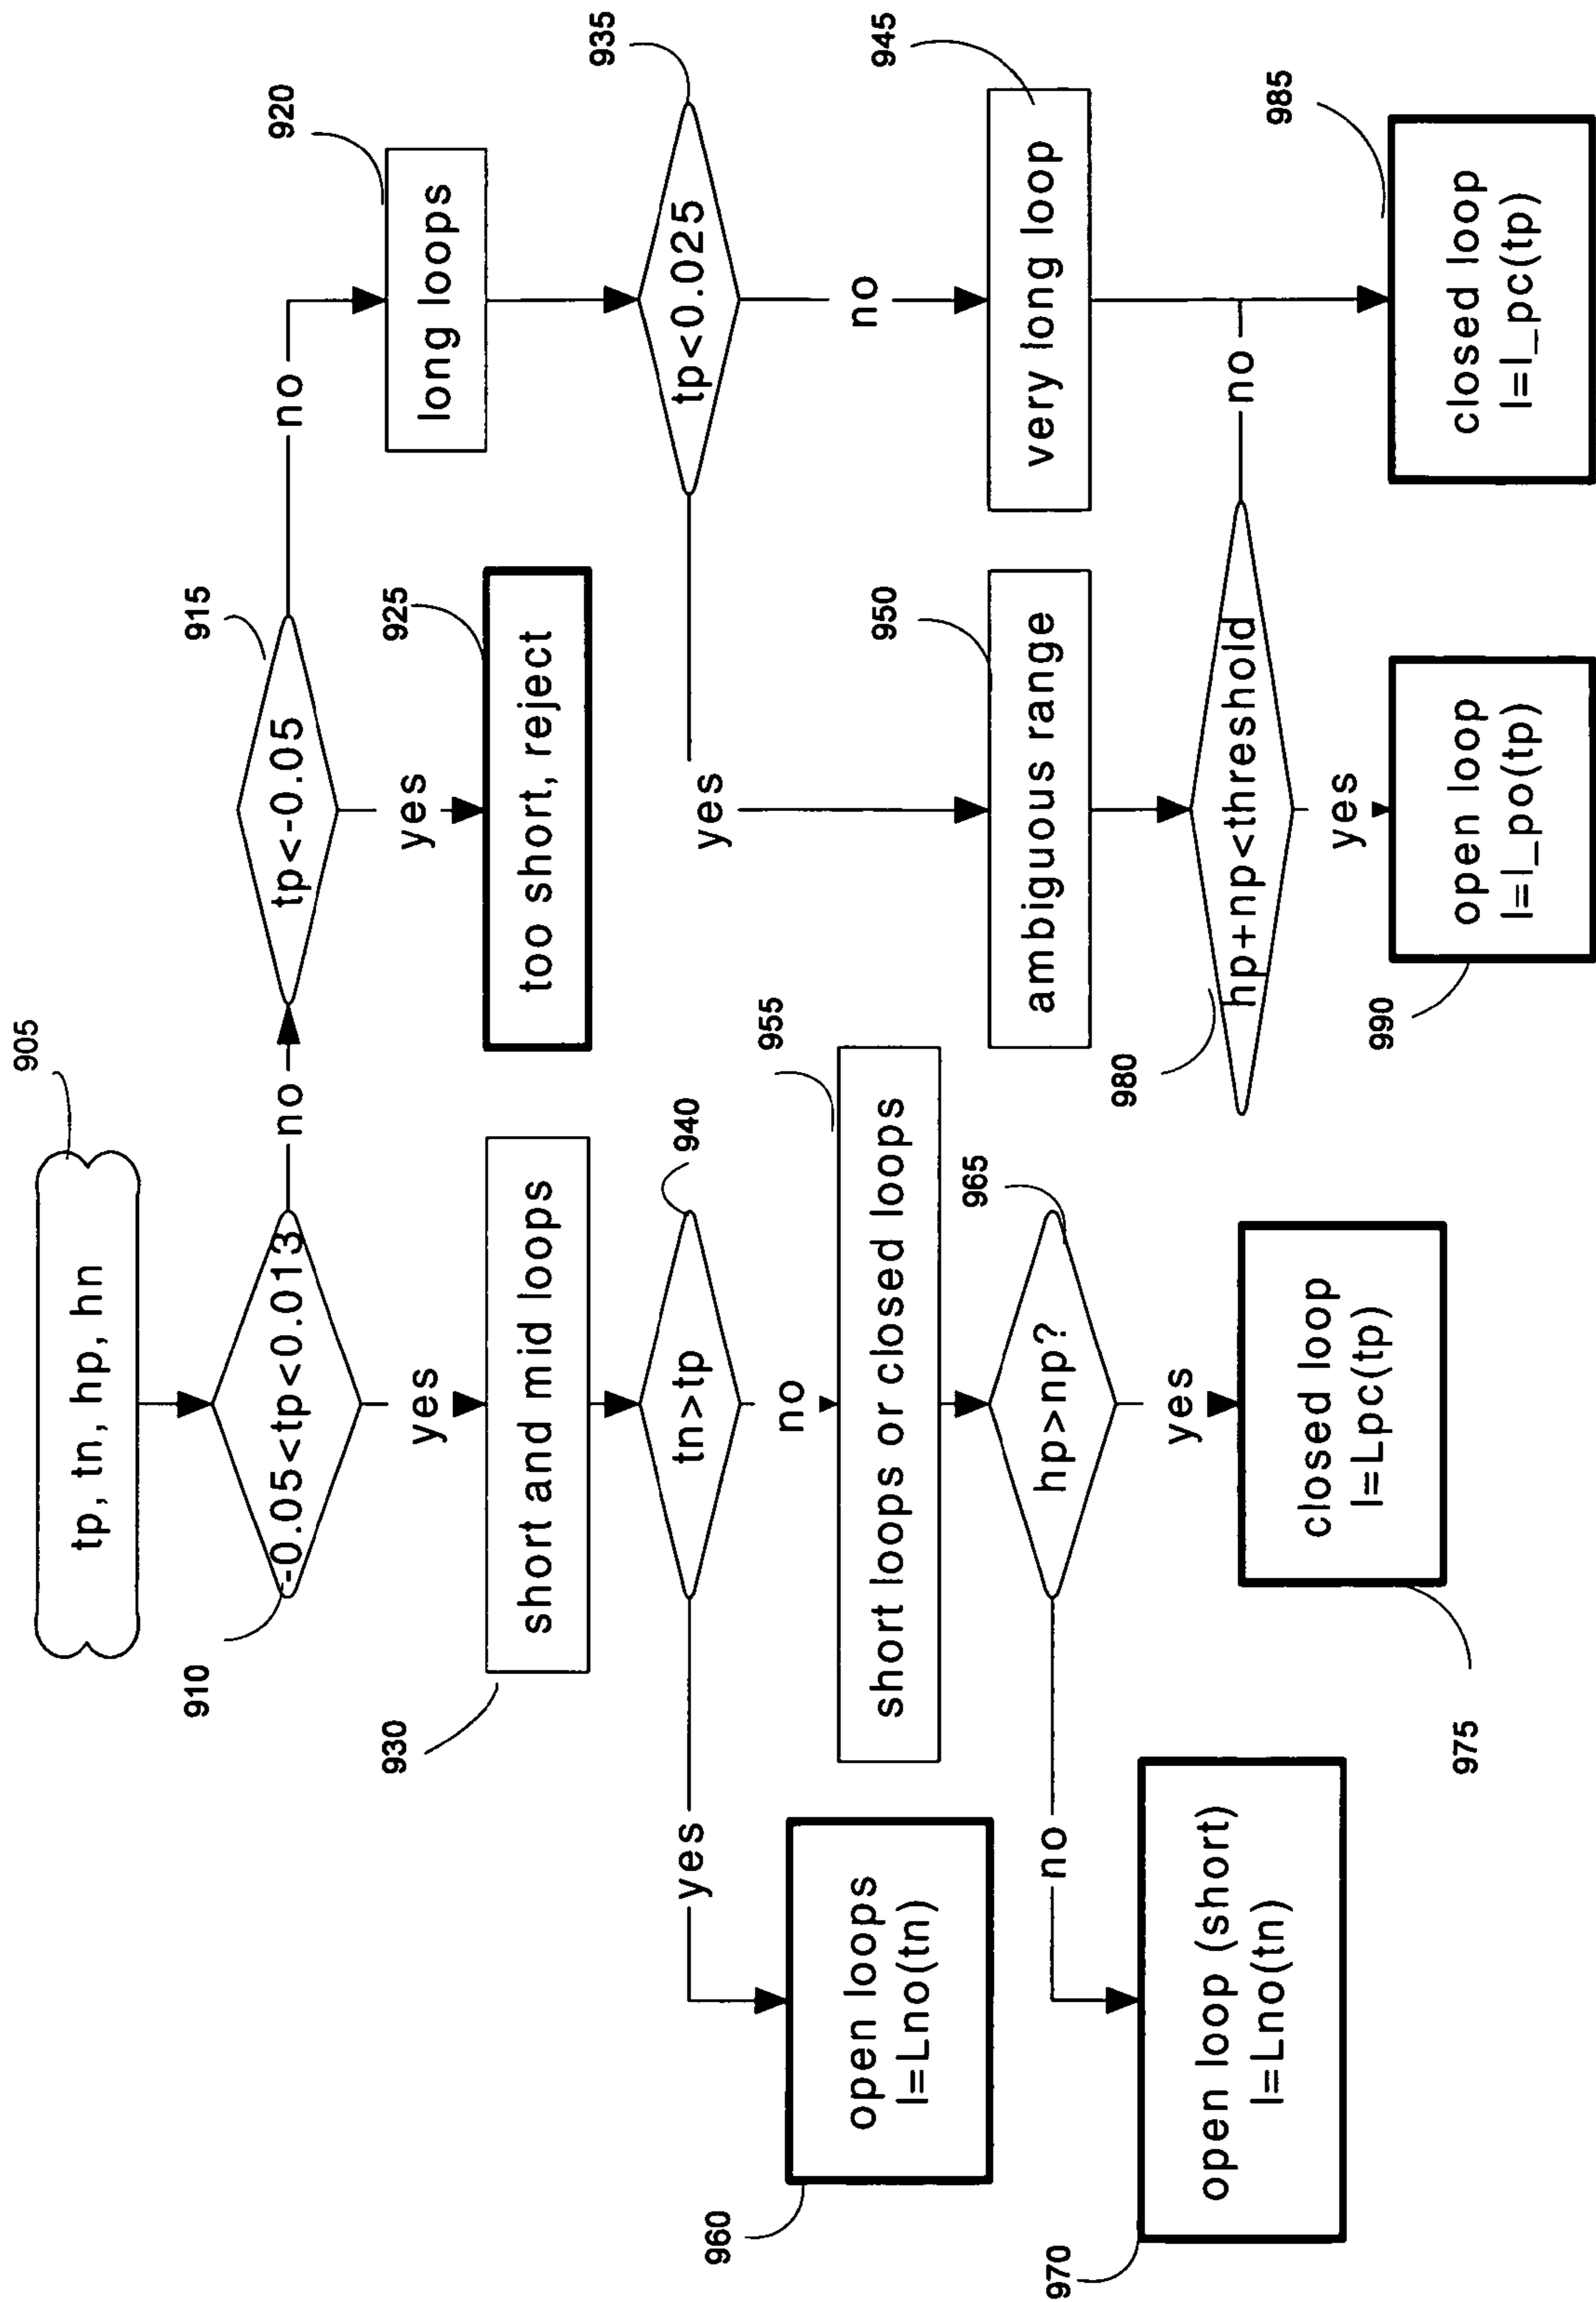 905
tp, tn, hp, hn
910
-0.05<tp<0.013
no
915
tp<-0.05
no
920
long loops
yes
yes
925
too short, reject
930
short and mid loops
935
tp<0.025
940
tn>tp
yes
no
yes
no
945
very long loop
950
ambiguous range
955
short loops or closed loops
960
open loops
l=Lno(tn)
965
hp>np?
no
yes
970
open loop (short)
l=Lno(tn)
975
closed loop
l=Lpc(tp)
980
hp+np<threshold
no
yes
985
closed loop
l=l_pc(tp)
990
open loop
l=l_po(tp)